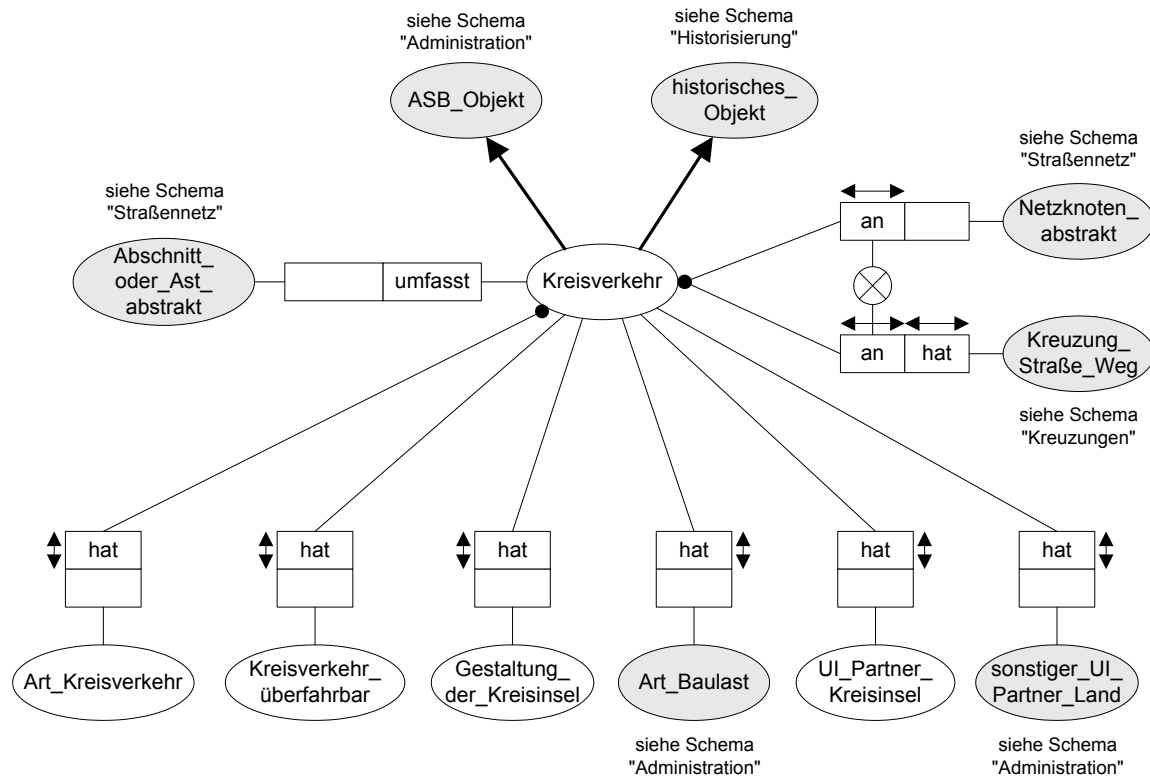 siehe Schema
"Administration"
siehe Schema
"Historisierung"
ASB_Objekt
historisches_
Objekt
siehe Schema
"Straßennetz"
siehe Schema
"Straßennetz"
Abschnitt_
oder_Ast_
abstrakt
umfasst
Kreisverkehr
an
Netzknoten_
abstrakt
an
hat
Kreuzung_
Straße_Weg
siehe Schema
"Kreuzungen"
hat
hat
hat
hat
hat
hat
Art_Kreisverkehr
Kreisverkehr_
überfahrbar
Gestaltung_
der_Kreisinsel
Art_Baulast
UI_Partner_
Kreisinsel
sonstiger_UI_
Partner_Land
siehe Schema
"Administration"
siehe Schema
"Administration"